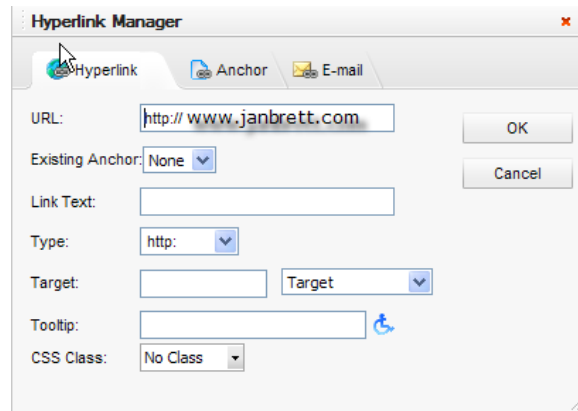 Hyperlink Manager
Hyperlink Anchor E-mail
URL: http:// www.janbrett.com
OK
Existing Anchor: None
Cancel
Link Text:
Type: http:
Target: Target
Tooltip:
CSS Class: No Class